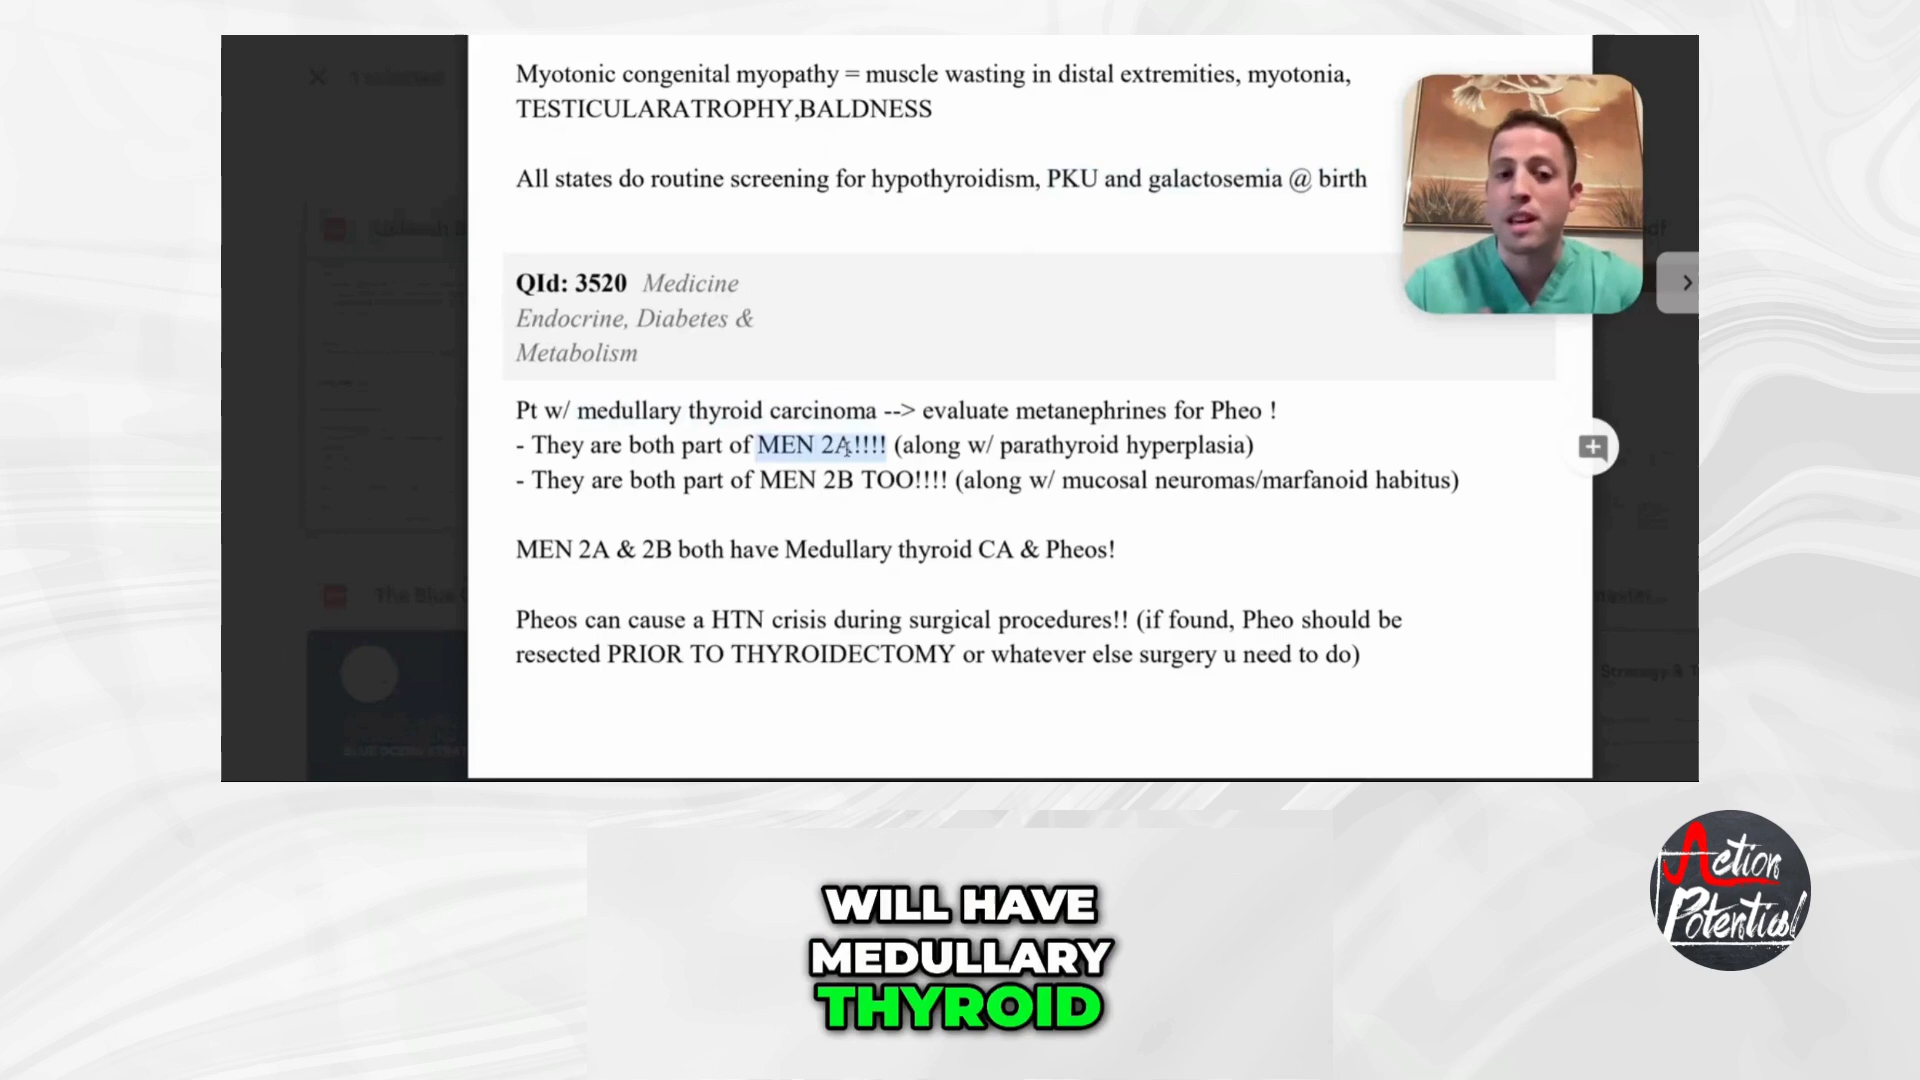 Myotonic congenital myopathy = muscle wasting in distal extremities, myotonia,
TESTICULARATROPHY,BALDNESS
All states do routine screening for hypothyroidism, PKU and galactosemia @ birth
QId: 3520 Medicine
Endocrine, Diabetes &
Metabolism
Pt w/ medullary thyroid carcinoma --> evaluate metanephrines for Pheo !
- They are both part of MEN 2A!!!! (along w/ parathyroid hyperplasia)
- They are both part of MEN 2B TOO!!!! (along w/ mucosal neuromas/marfanoid habitus)
MEN 2A & 2B both have Medullary thyroid CA & Pheos!
The Blue
Pheos can cause a HTN crisis during surgical procedures!! (if found, Pheo should be
resected PRIOR TO THYROIDECTOMY or whatever else surgery u need to do)
WILL HAVE
MEDULLARY
THYROID
Action
Potential